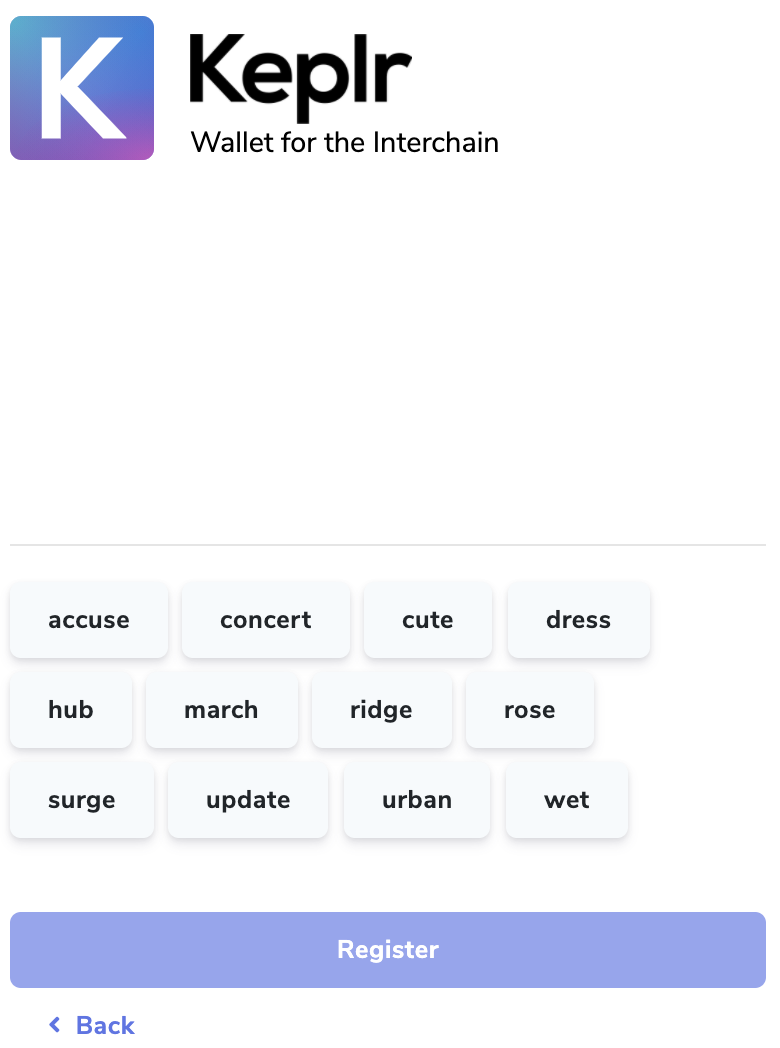 K
Keplr
Wallet for the Interchain
accuse concert cute dress
hub march ridge rose
surge update urban wet
Register
Back